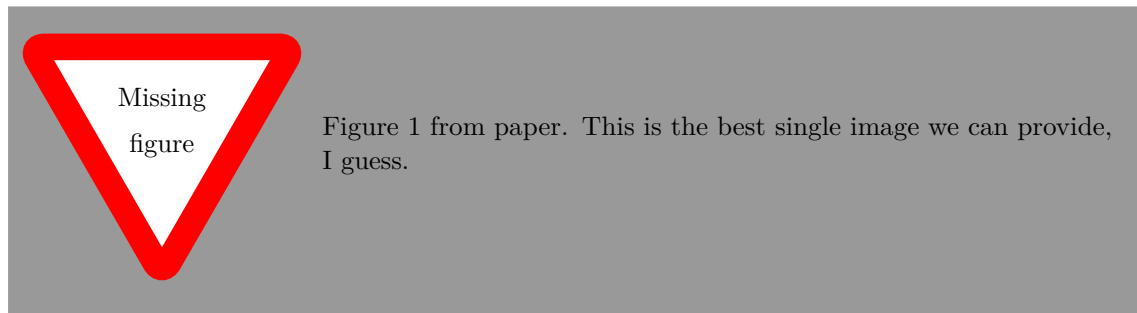 Missing
figure
Figure 1 from paper. This is the best single image we can provide,
I guess.